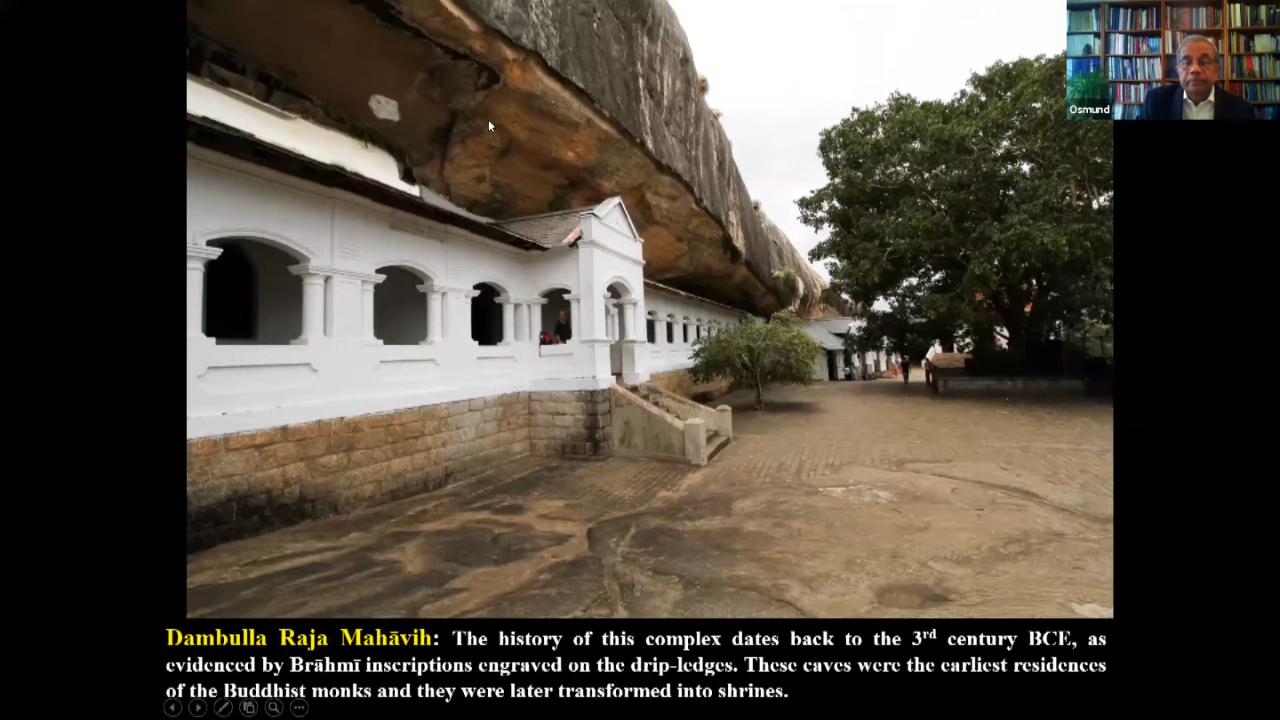 Osmund
Dambulla Raja Mahāvih: The history of this complex dates back to the 3rd century BCE, as
evidenced by Brāhmī inscriptions engraved on the drip-ledges. These caves were the earliest residences
of the Buddhist monks and they were later transformed into shrines.